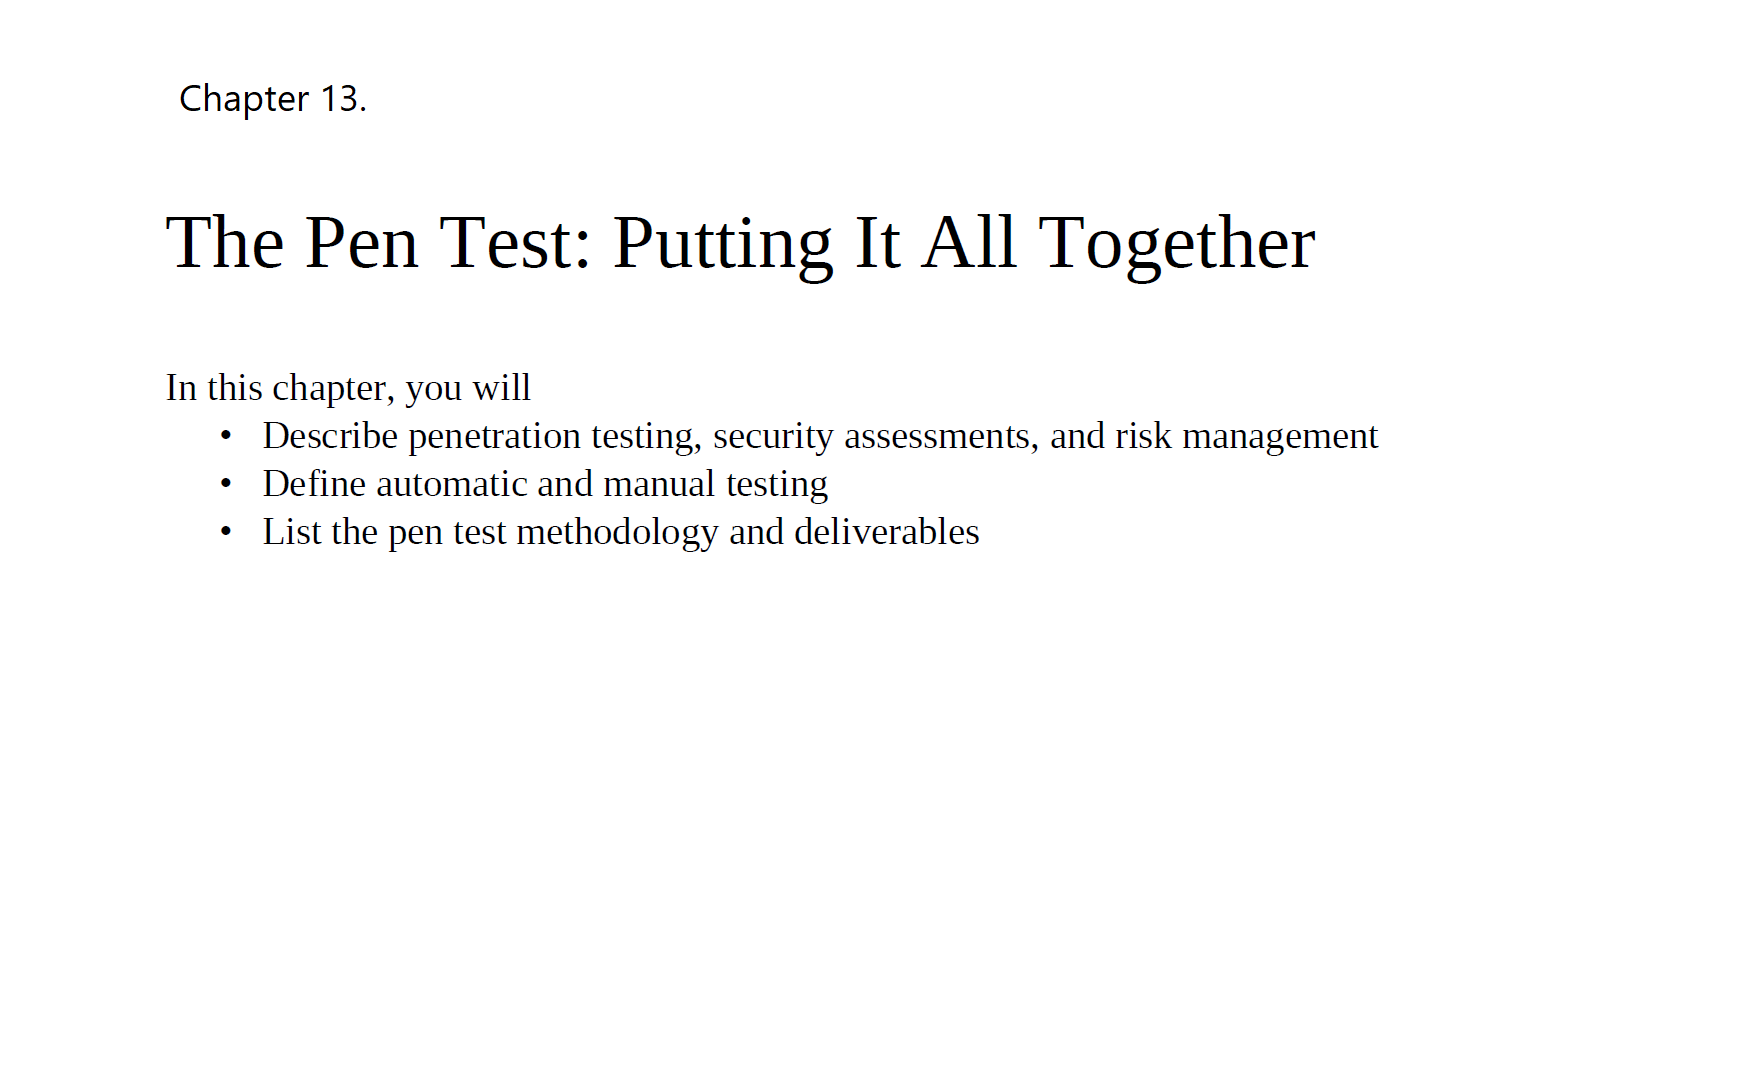 Chapter 13.
The Pen Test: Putting It All Together
In this chapter, you will
• Describe penetration testing, security assessments, and risk management
• Define automatic and manual testing
• List the pen test methodology and deliverables